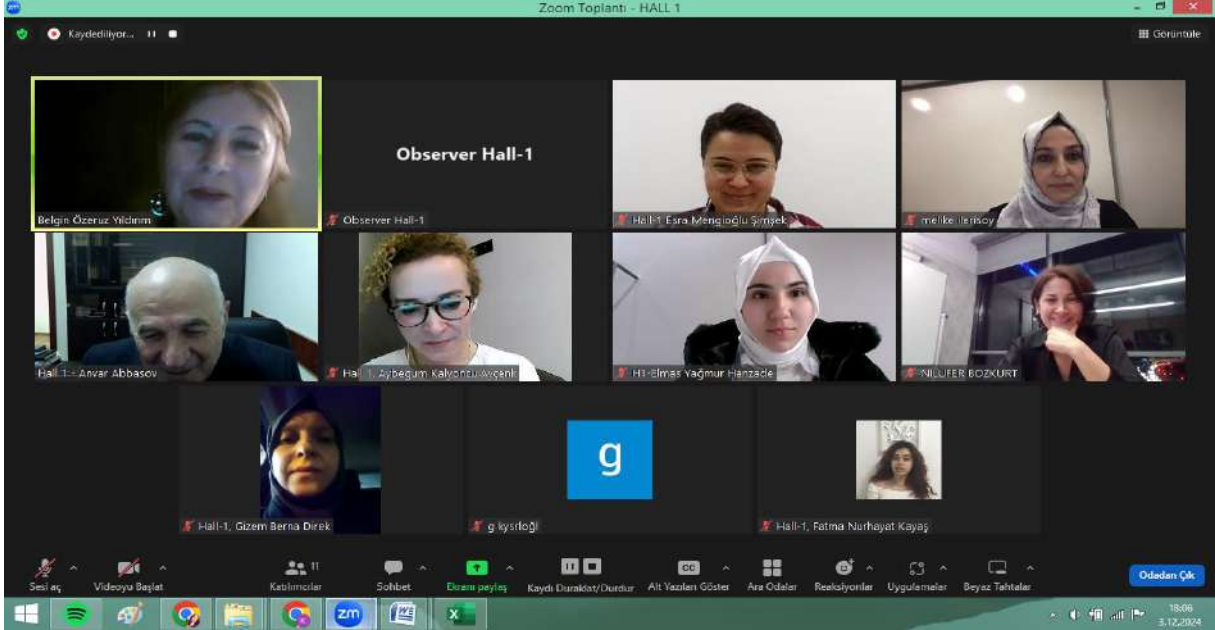 Zoom Toplantı - HALL 1
Kaydediliyor...
Görüntüle
Belgin Özeruz Yıldırım
Observer Hall-1
Observer Hall-1
Hall-1 Esra Mengioğlu Şimşek
melike ilerisoy
Hall 1 - Anvar Abbasov
Aybegum Kalyoncu Avçenk
H1-Elmas Yağmur Hanzade
NILUFER BOZKURT
g
Hall-1, Gizem Berna Direk
g kysrloğl
Hall-1, Fatma Nurhayat Kayaş
Sesi aç
Videoyu Başlat
11
Katılımcılar
Sohbet
Ekranı paylaş
Kaydı Duraklat/Durdur
CC
Alt Yazıları Göster
Ara Odalar
Reaksiyonlar
Uygulamalar
Beyaz Tahtalar
Odadan Çık
zm
W
X
18:06
3.12.2024